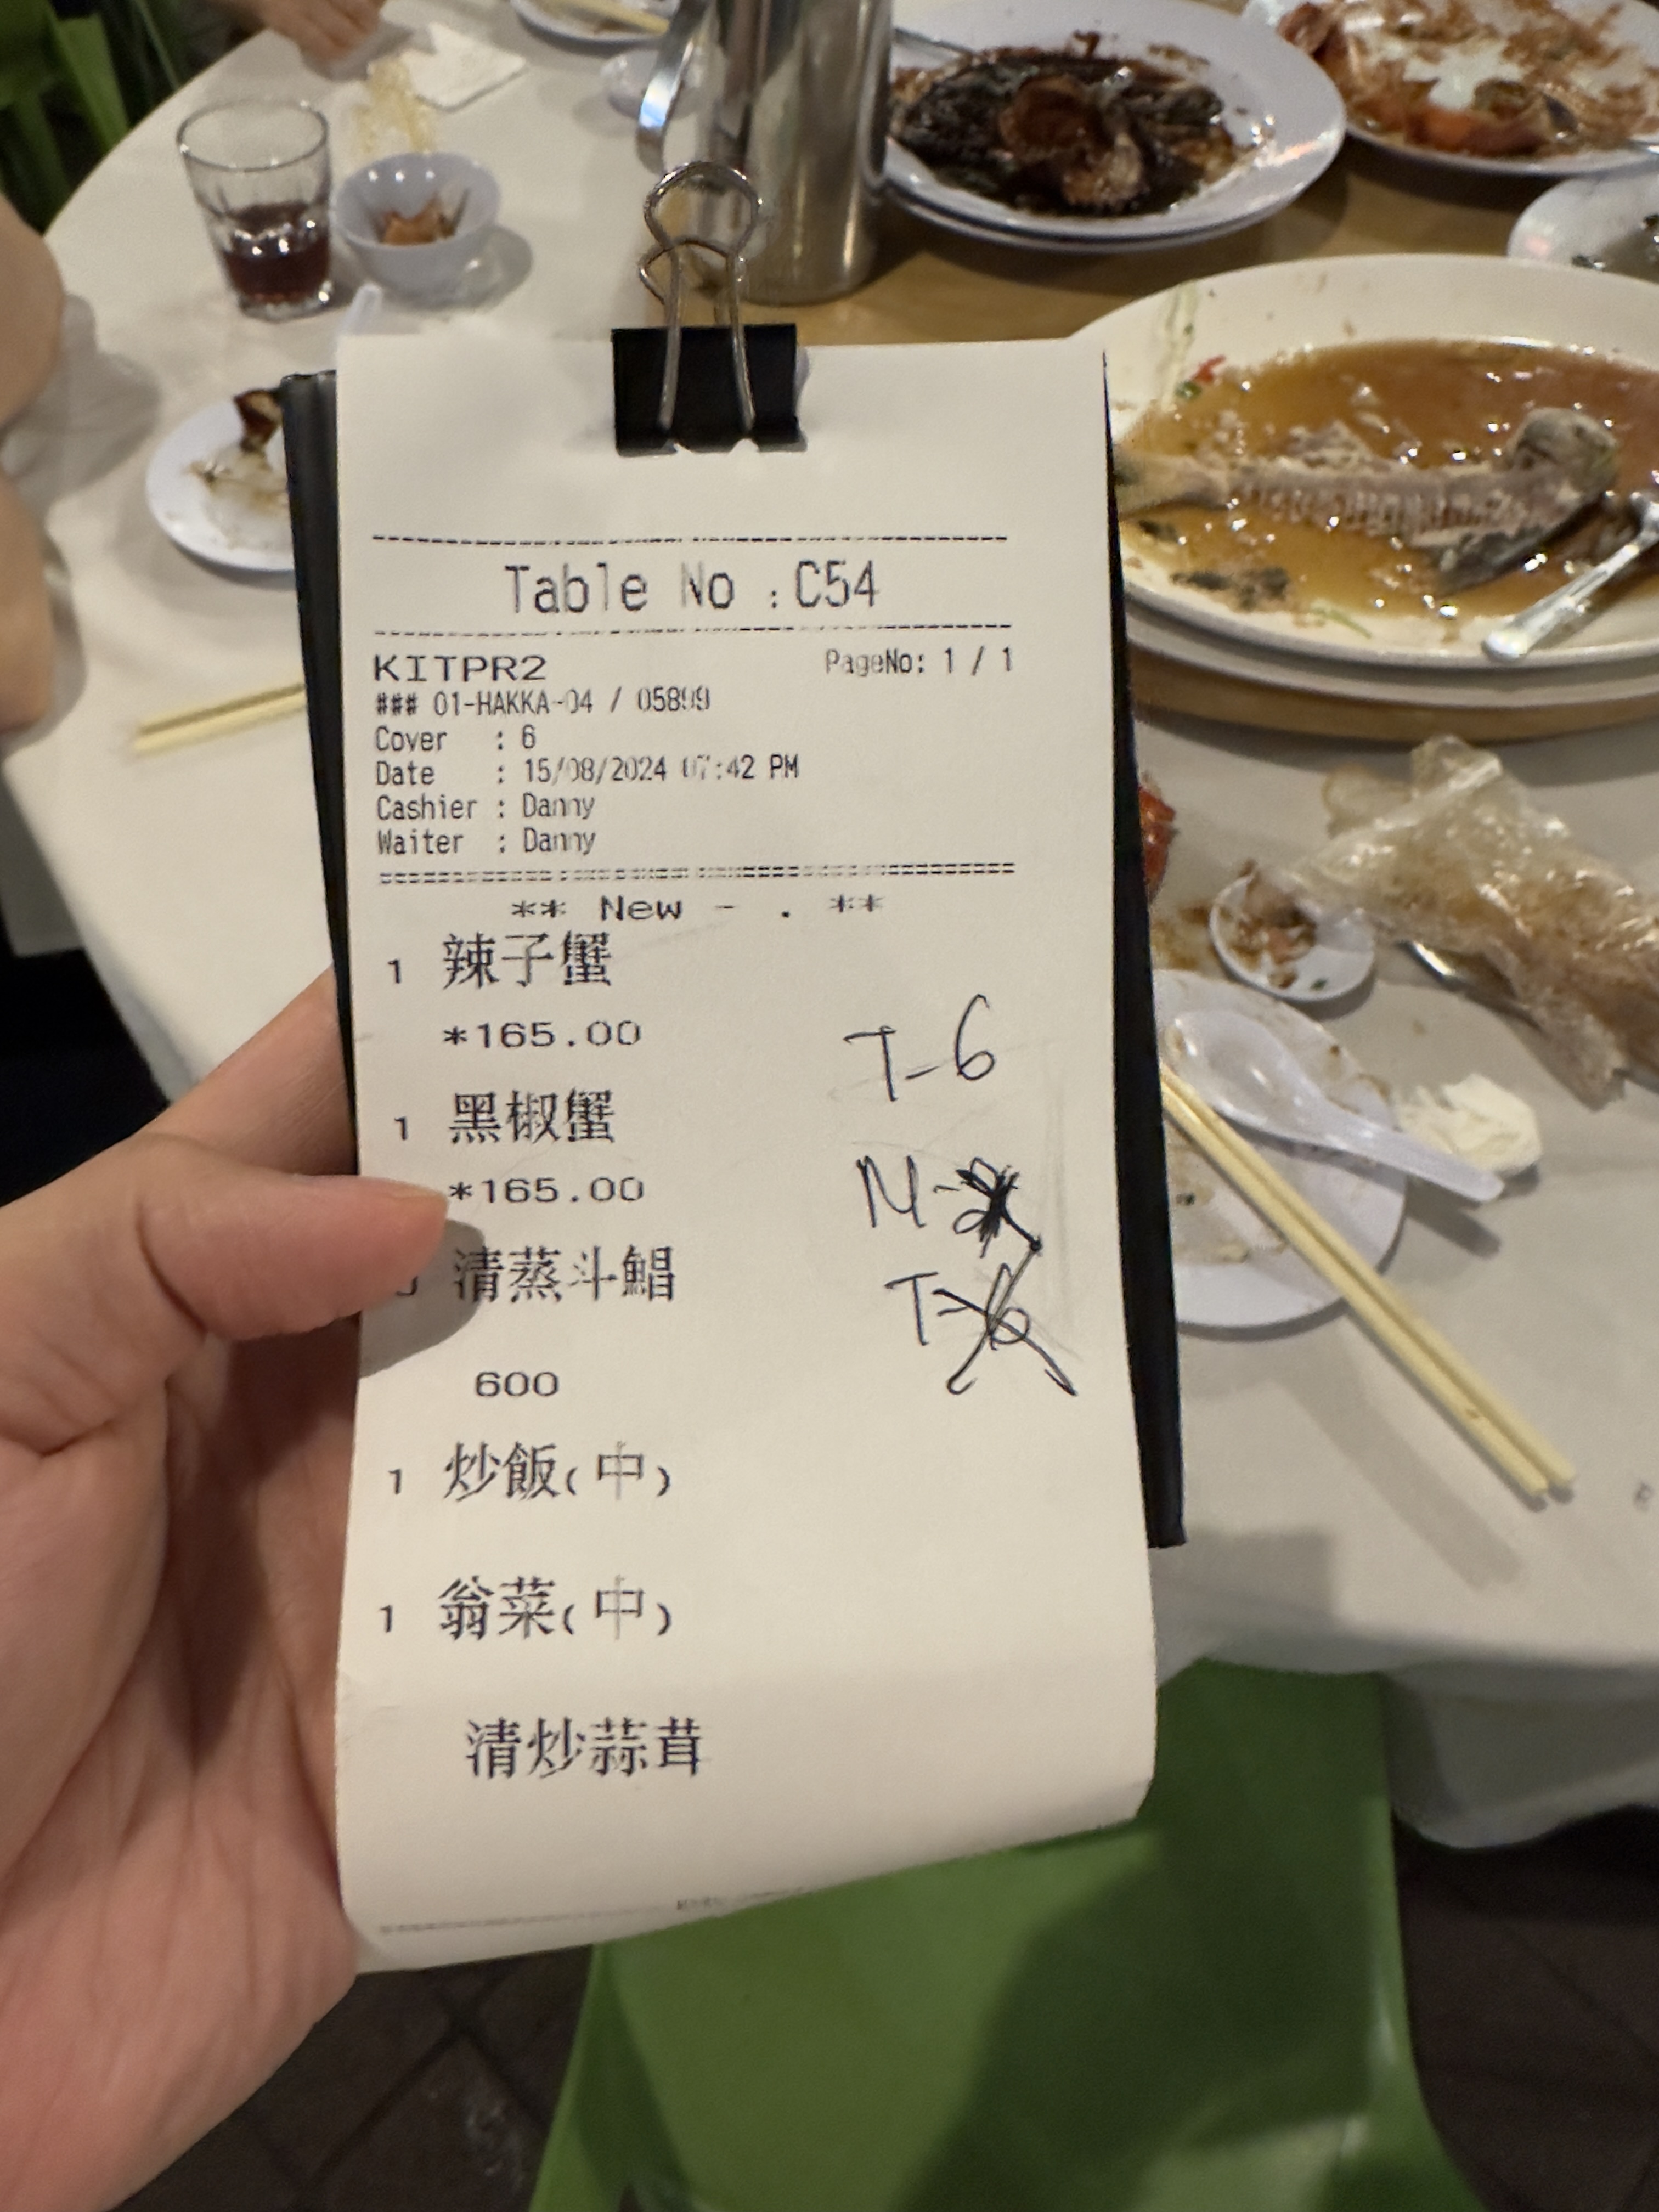 Table No : C54
KITPR2 PageNo: 1 / 1
### 01-HAKKA-04 / 05899
Cover : 6
Date : 15/08/2024 07:42 PM
Cashier : Danny
Waiter : Danny
** New - . **
1 辣子蟹
*165.00
T-6
1 黑椒蟹
*165.00
M-
清蒸斗鯧
T-6
600
1 炒飯(中)
1 翁菜(中)
清炒蒜茸